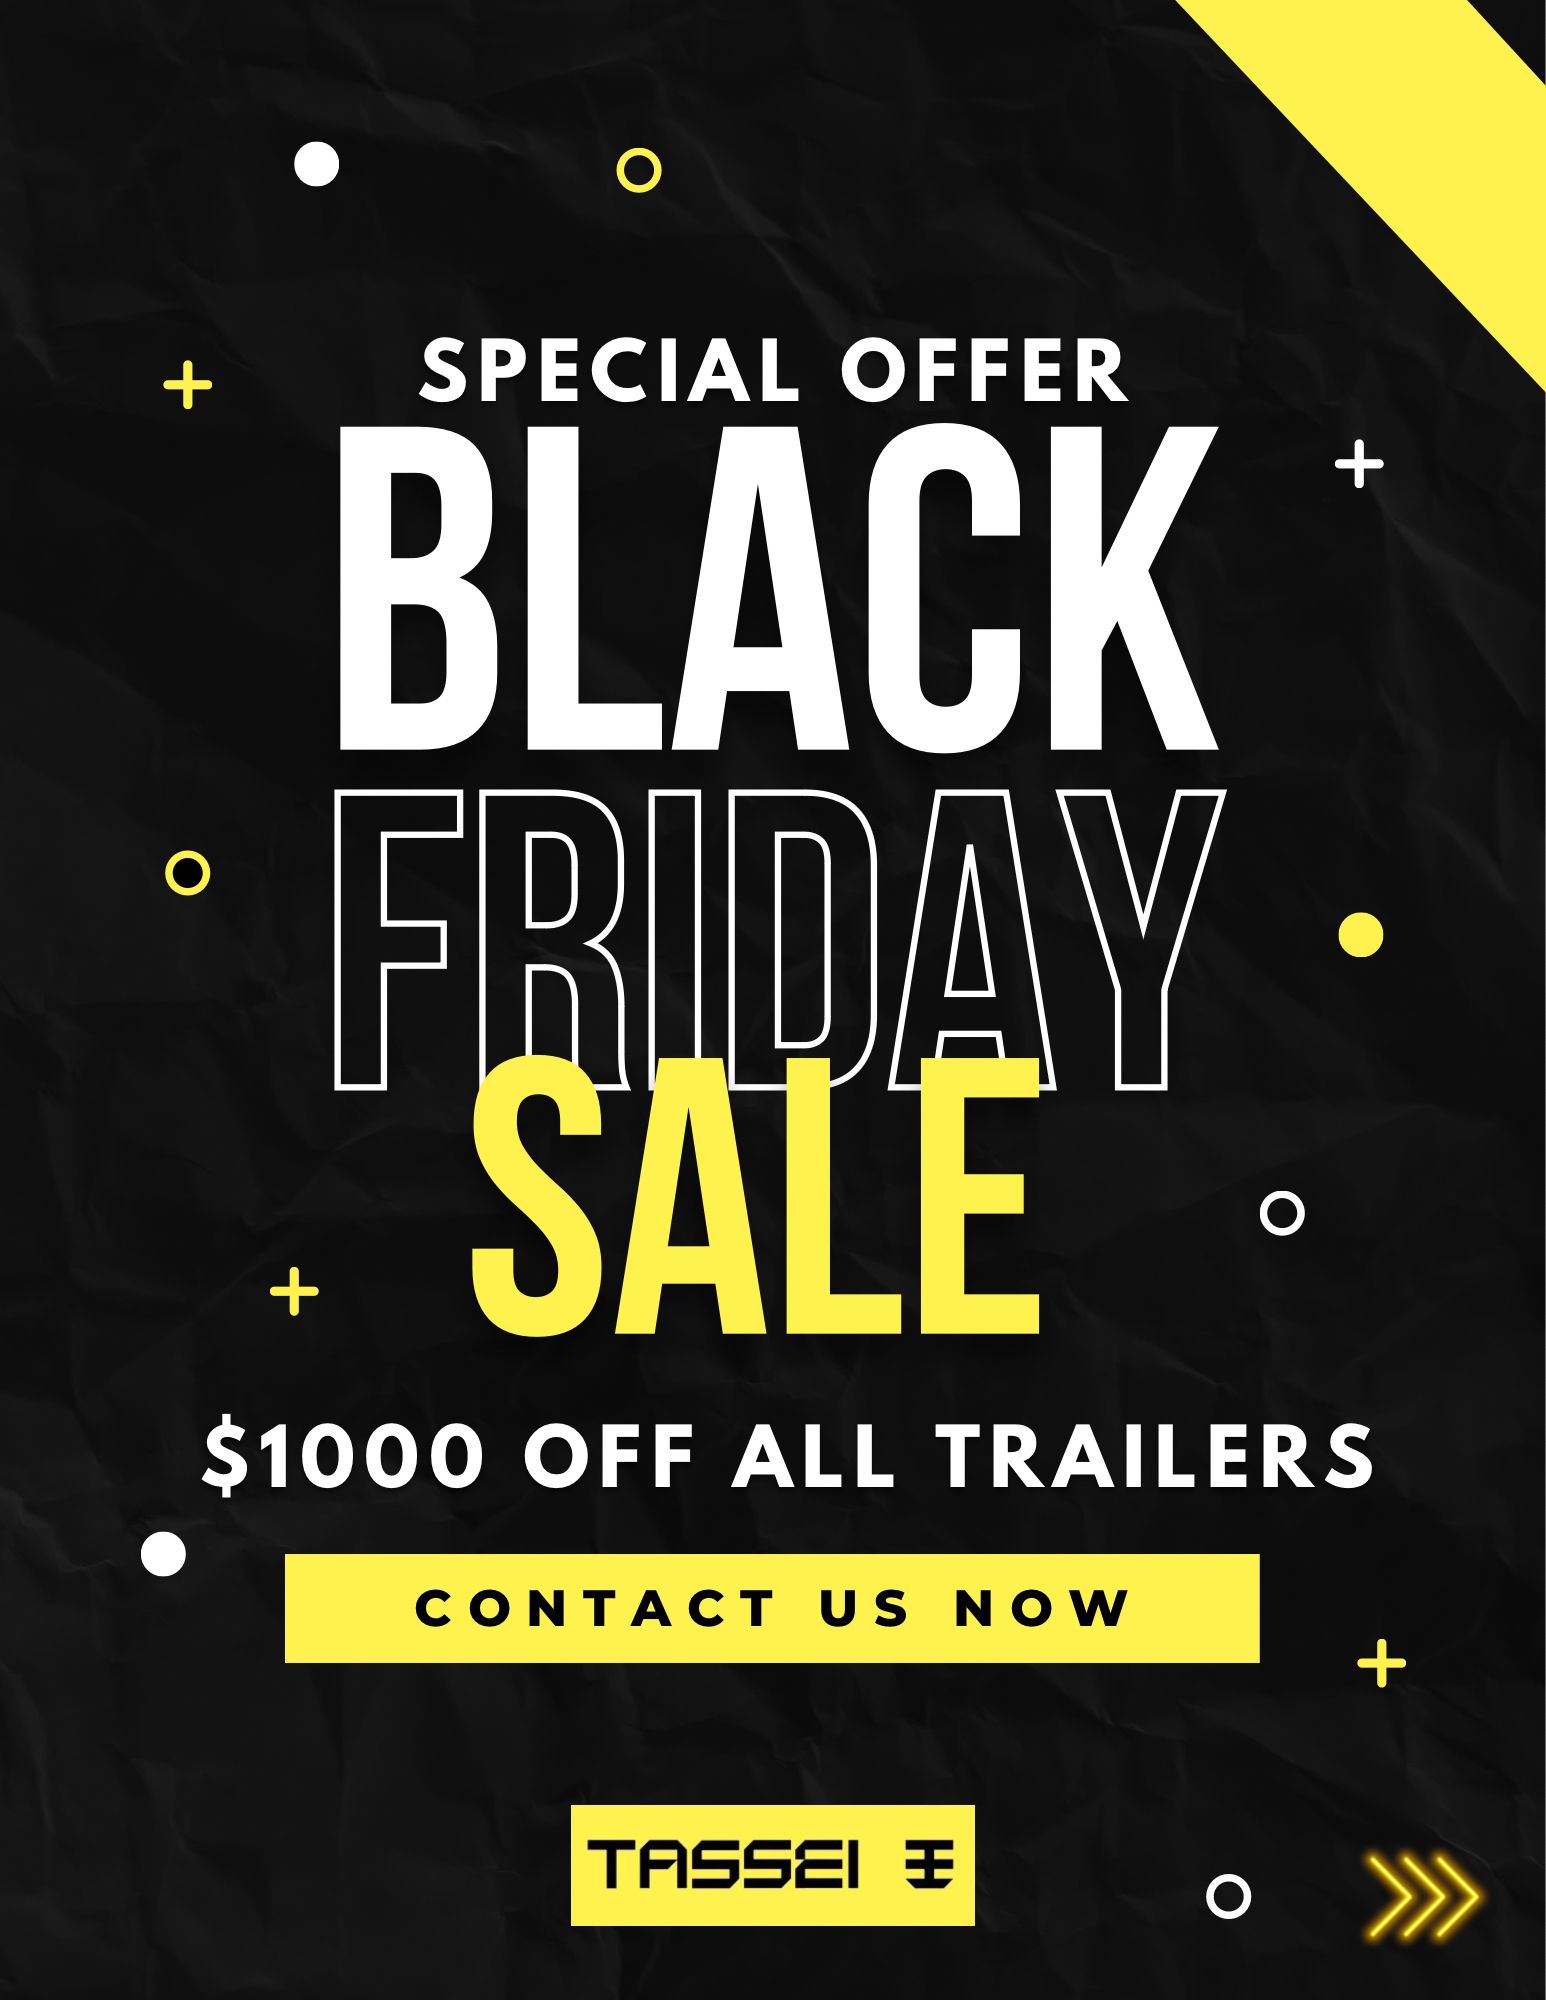 SPECIAL OFFER
BLACK
FRIDAY
SALE
$1000 OFF ALL TRAILERS
CONTACT US NOW
TASSEI